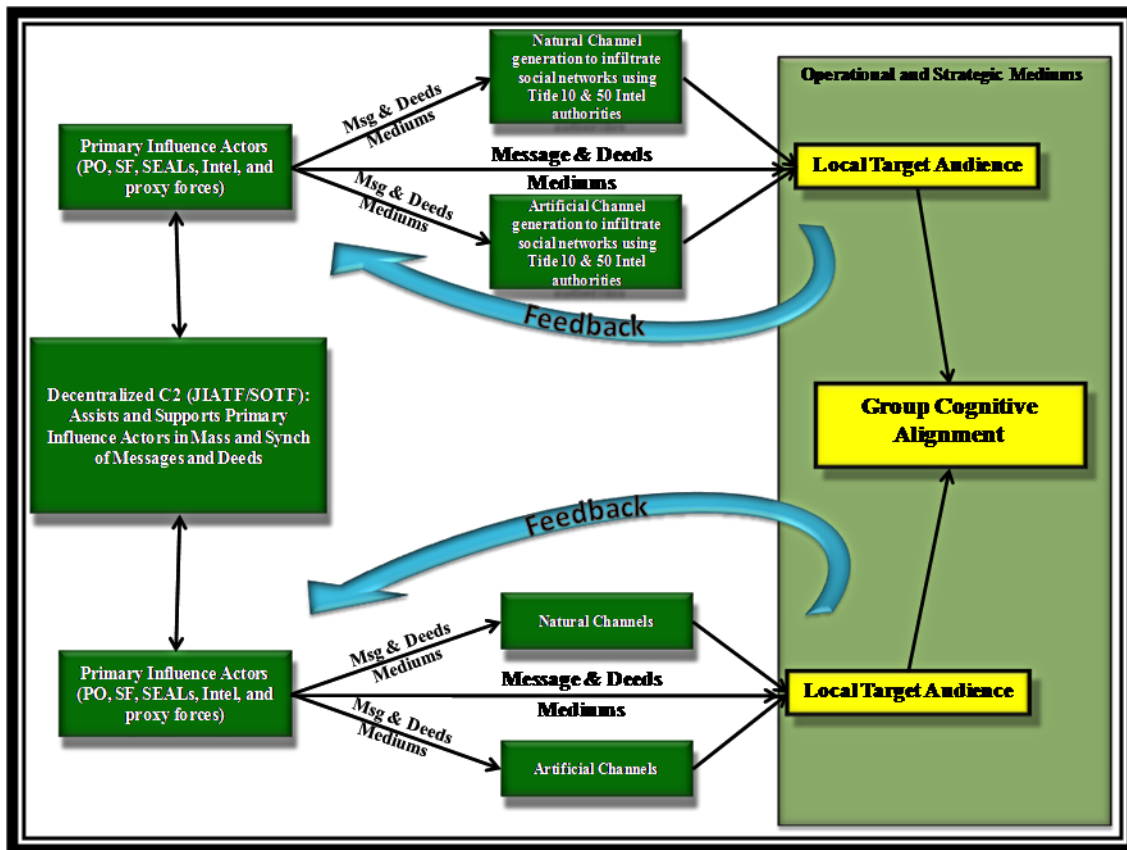 Natural Channel
generation to infiltrate
social networks using
Title 10 & 50 Intel
authorities
Operational and Strategic Mediums
Msg & Deeds
Mediums
Primary Influence Actors
(PO, SF, SEALs, Intel, and
proxy forces)
Message & Deeds
Mediums
Local Target Audience
Msg & Deeds
Mediums
Artificial Channel
generation to infiltrate
social networks using
Title 10 & 50 Intel
authorities
Feedback
Decentralized C2 (JIATF/SOTF):
Assists and Supports Primary
Influence Actors in Mass and Synch
of Messages and Deeds
Group Cognitive
Alignment
Feedback
Natural Channels
Msg & Deeds
Mediums
Primary Influence Actors
(PO, SF, SEALs, Intel, and
proxy forces)
Message & Deeds
Mediums
Local Target Audience
Msg & Deeds
Mediums
Artificial Channels